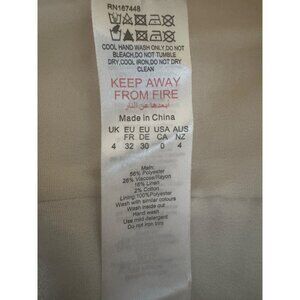 RN167448
COOL HAND WASH ONLY,DO NOT
BLEACH,DO NOT TUMBLE
DRY,COOL IRON,DO NOT DRY
CLEAN
KEEP AWAY
FROM FIRE
أبعدها عن النار
Made in China
UK EU EU USA AUS
FR DE CA NZ
4 32 30 0 4
Main:
56% Polyester
26% Viscose/Rayon
16% Linen
2% Cotton
Lining:100% Polyester
Wash with similar colours
Wash inside out
Hand wash
Use mild detergent
Do not iron trim